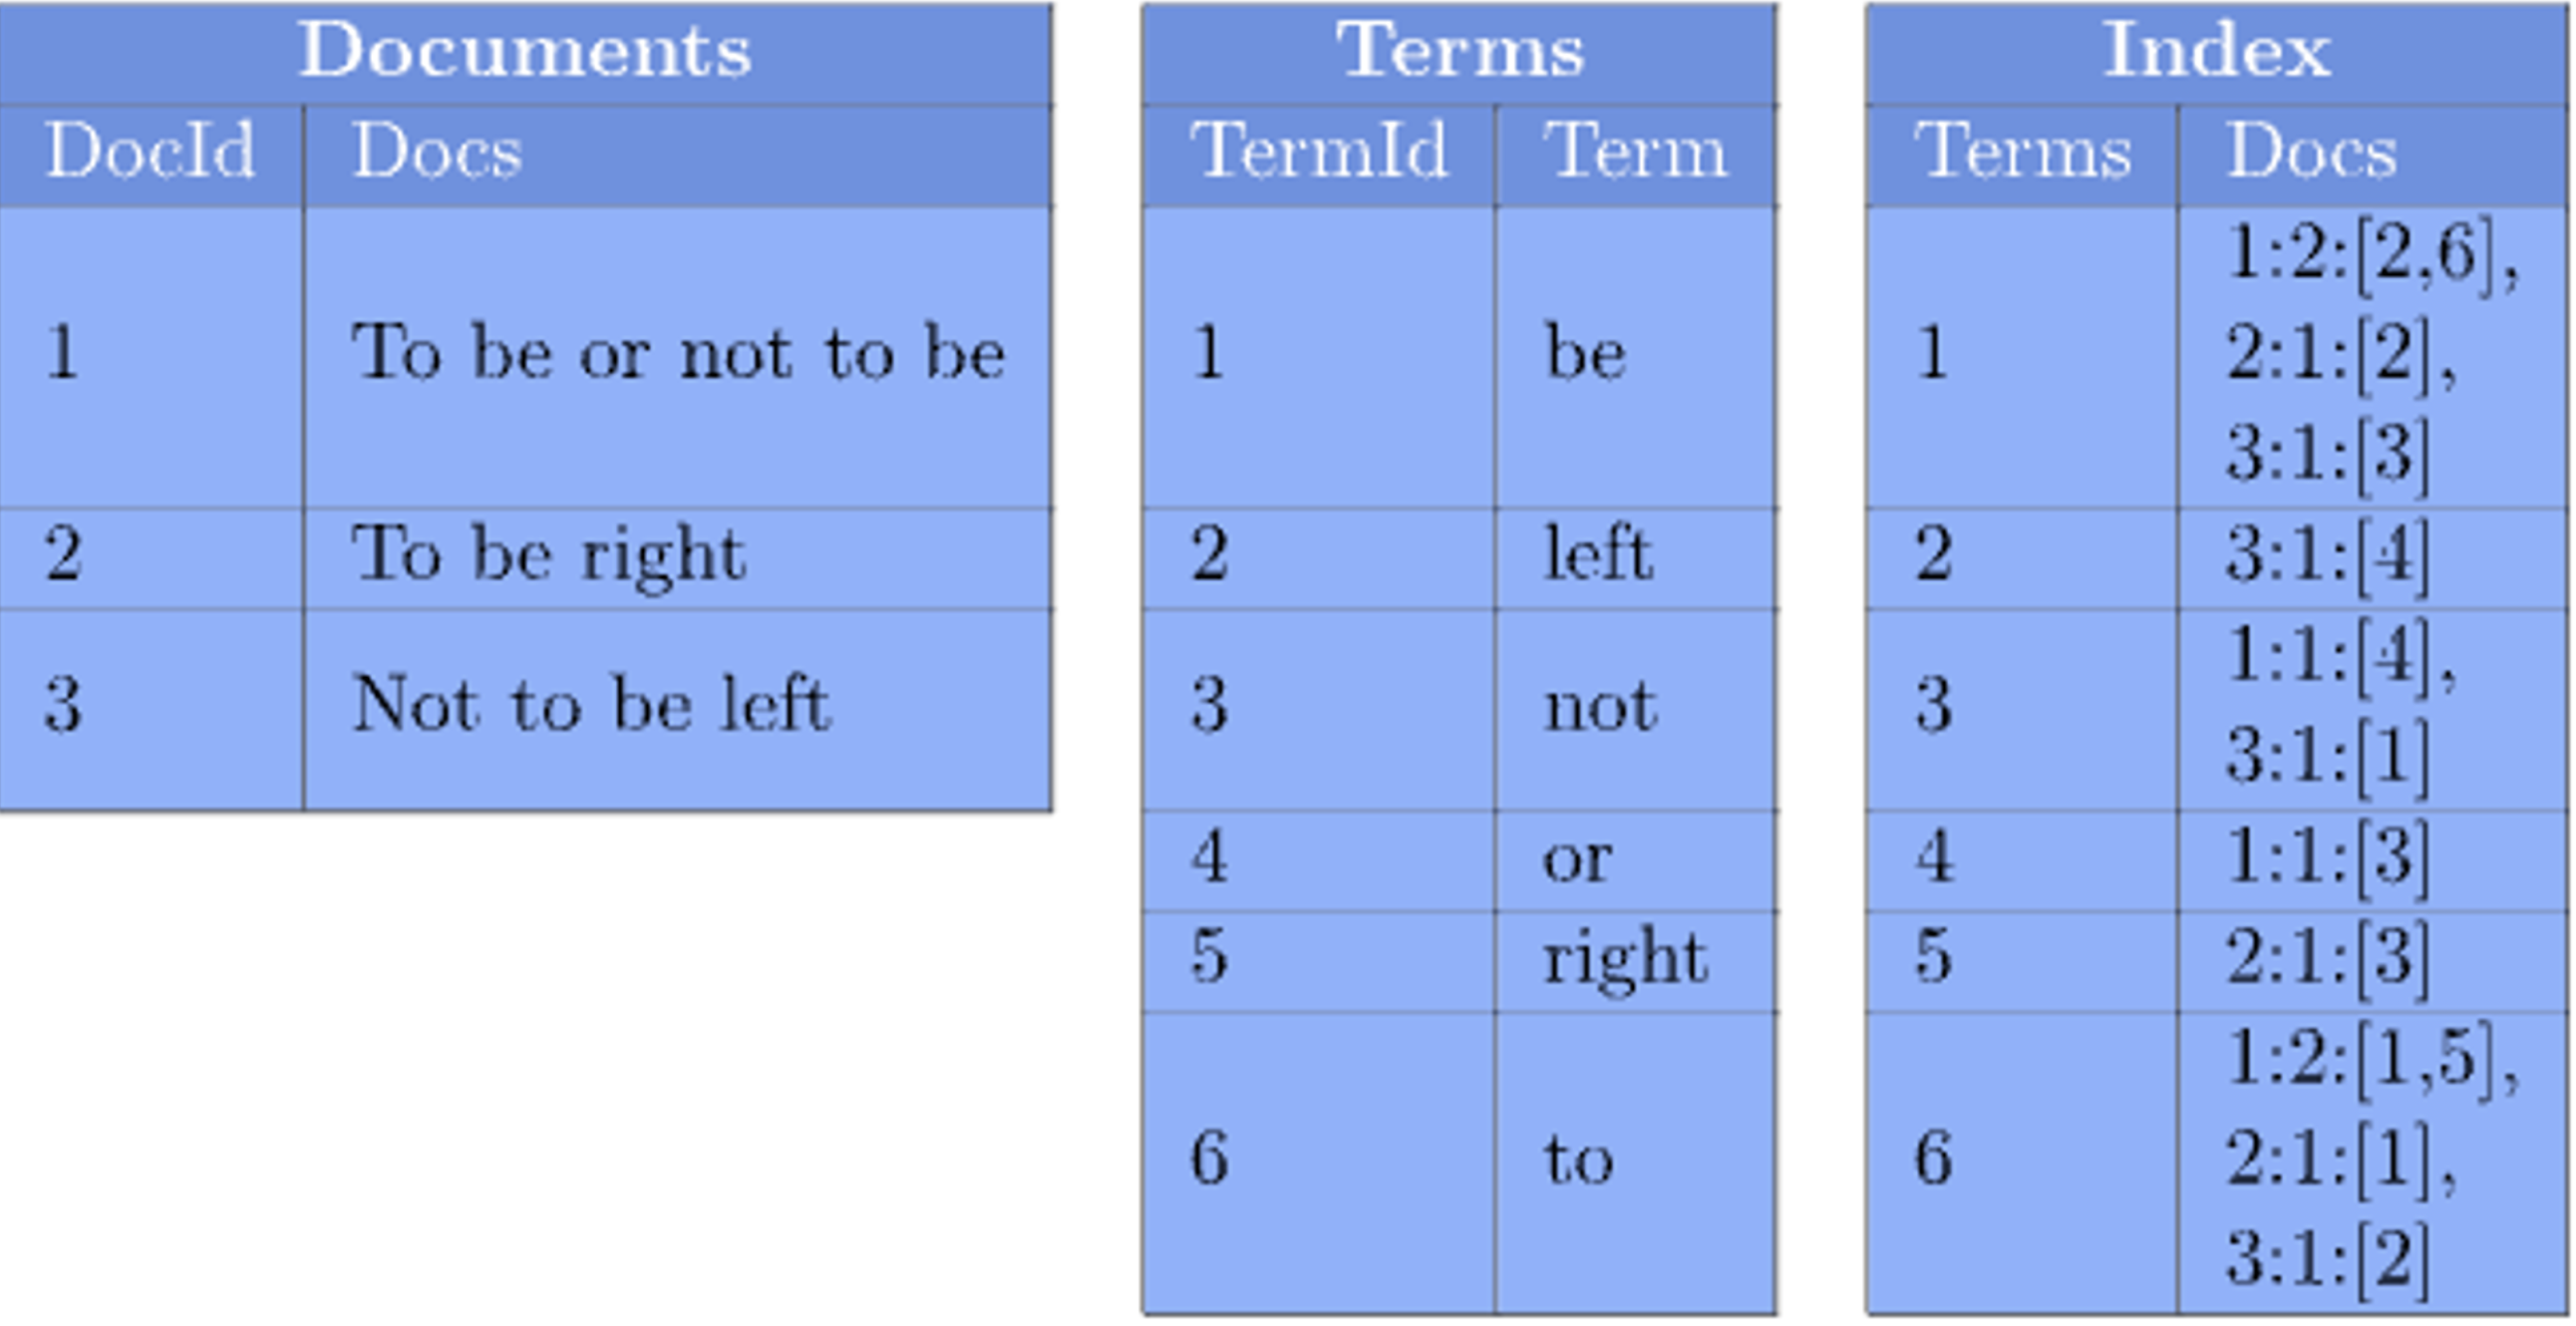 Documents
DocId Docs
1 To be or not to be
2 To be right
3 Not to be left
Terms
TermId Term
1 be
2 left
3 not
4 or
5 right
6 to
Index
Terms Docs
1:2:[2,6],
1 2:1:[2],
3:1:[3]
2 3:1:[4]
1:1:[4],
3 3:1:[1]
4 1:1:[3]
5 2:1:[3]
1:2:[1,5],
6 2:1:[1],
3:1:[2]